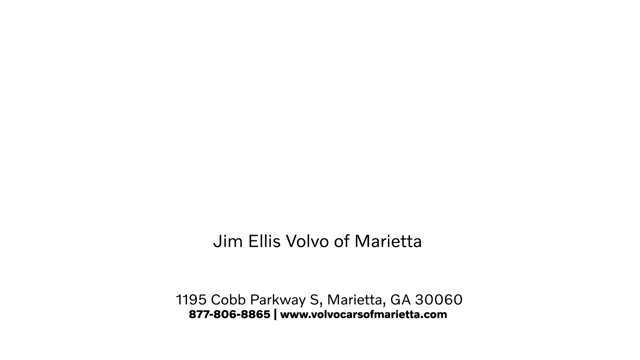 Jim Ellis Volvo of Marietta
1195 Cobb Parkway S, Marietta, GA 30060
877-806-8865 | www.volvocarsofmarietta.com